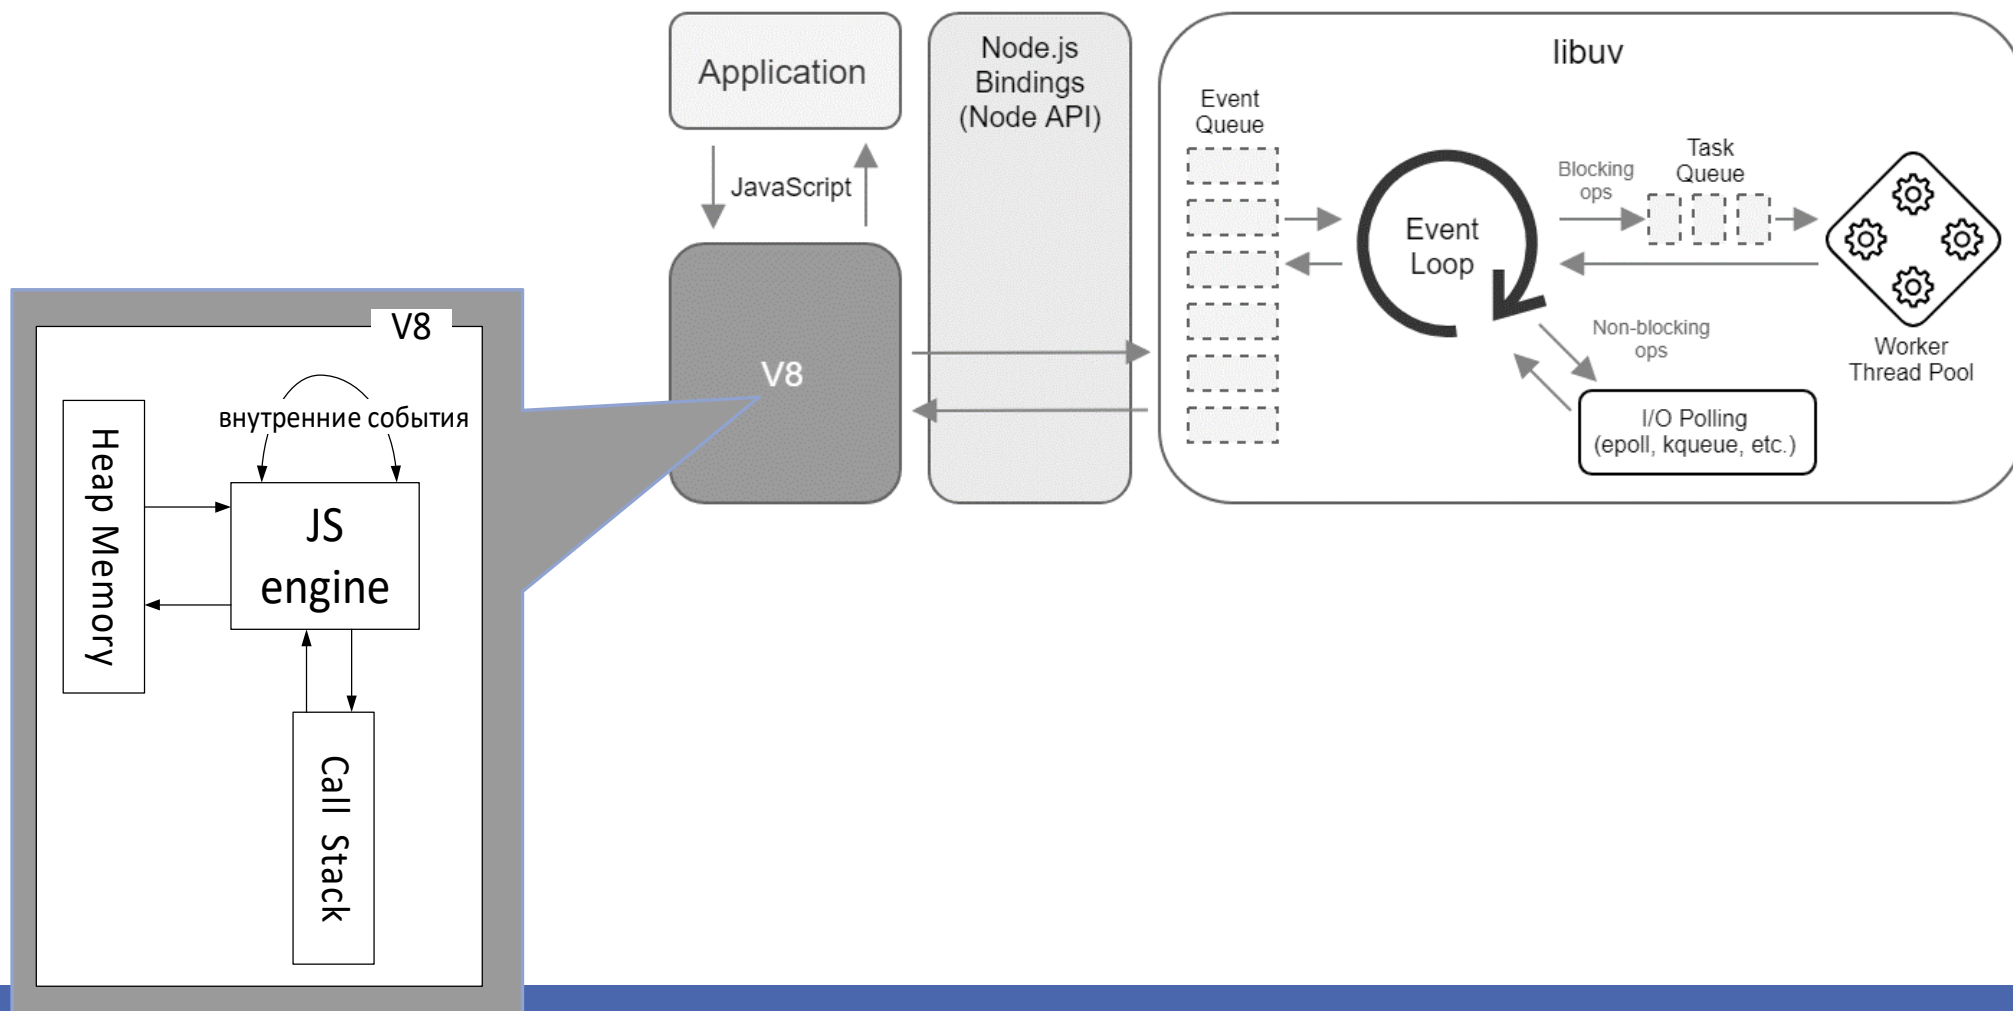 Application
JavaScript
V8
Node.js
Bindings
(Node API)
libuv
Event
Queue
Event
Loop
Blocking
ops
Task
Queue
Worker
Thread Pool
Non-blocking
ops
I/O Polling
(epoll, kqueue, etc.)
V8
внутренние события
Heap Memory
JS
engine
Call Stack